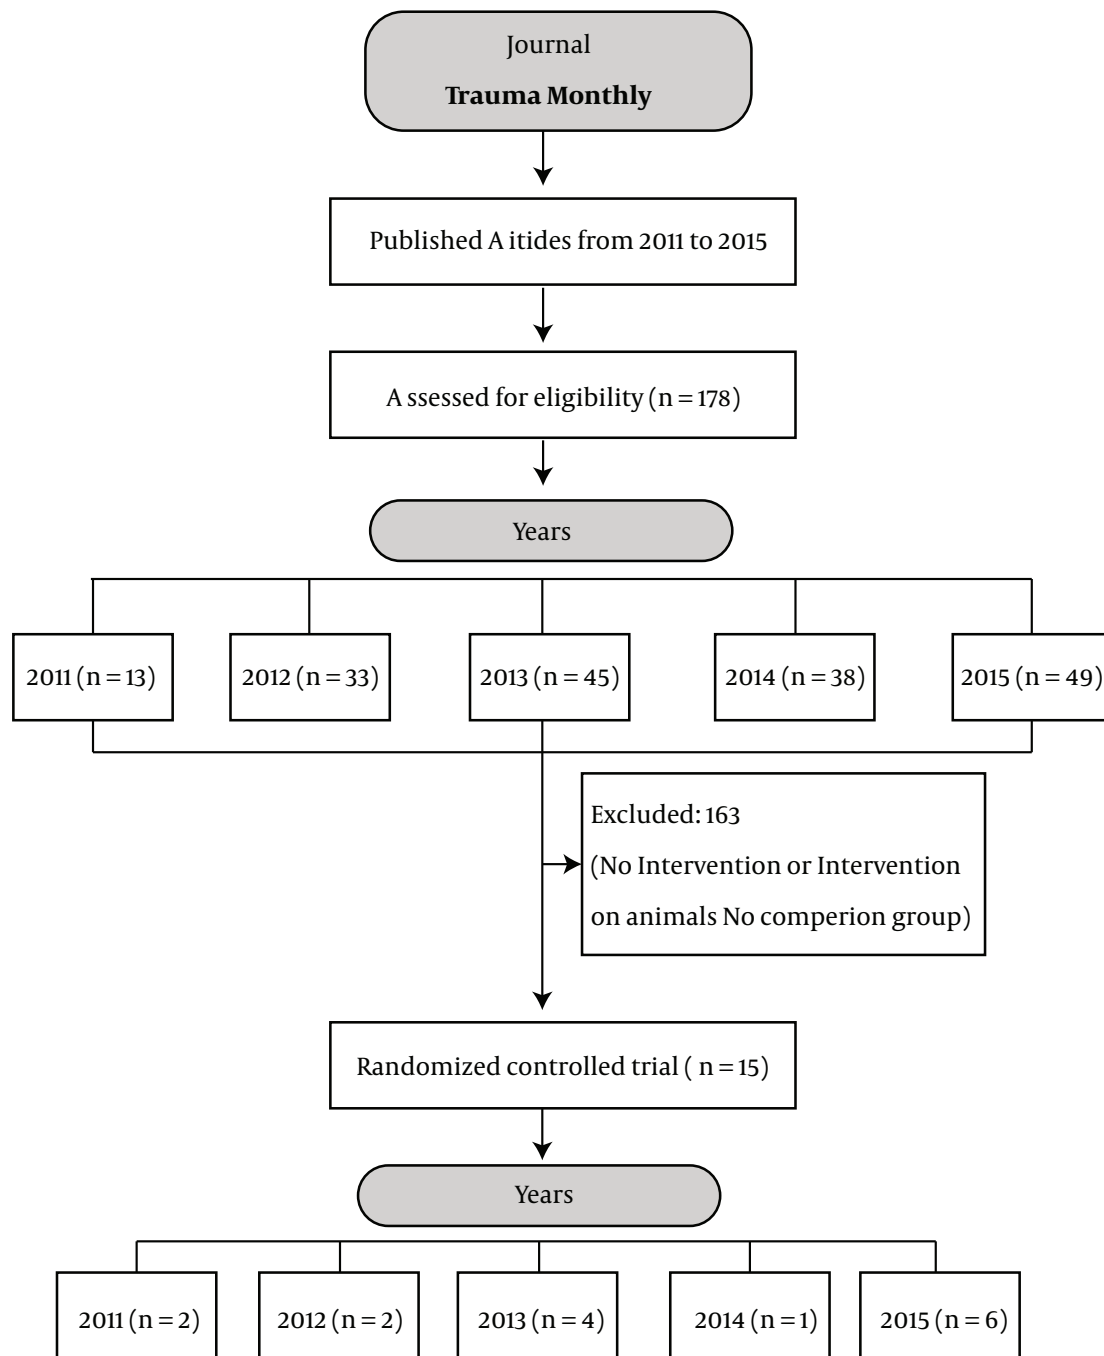 Journal
Trauma Monthly
Published A itides from 2011 to 2015
A ssessed for eligibility (n = 178)
Years
2011 (n = 13)
2012 (n = 33)
2013 (n = 45)
2014 (n = 38)
2015 (n = 49)
Excluded: 163
(No Intervention or Intervention
on animals No comperion group)
Randomized controlled trial ( n = 15)
Years
2011 (n = 2)
2012 (n = 2)
2013 (n = 4)
2014 (n = 1)
2015 (n = 6)